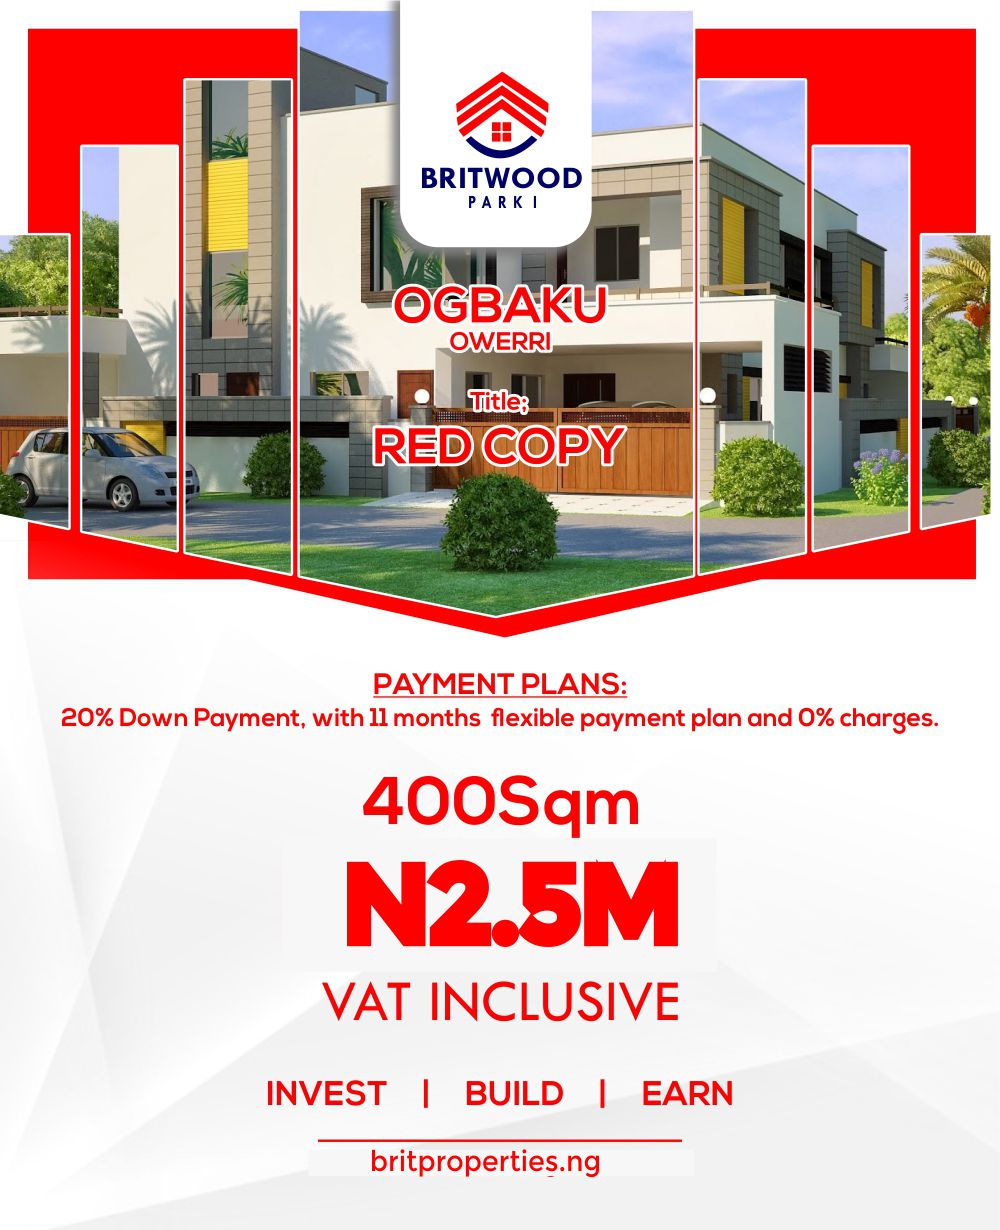 BRITWOOD
PARK I
OGBAKU
OWERRI
Title;
RED COPY
PAYMENT PLANS:
20% Down Payment, with 11 months flexible payment plan and 0% charges.
400Sqm
N2.5M
VAT INCLUSIVE
INVEST | BUILD | EARN
britproperties.ng